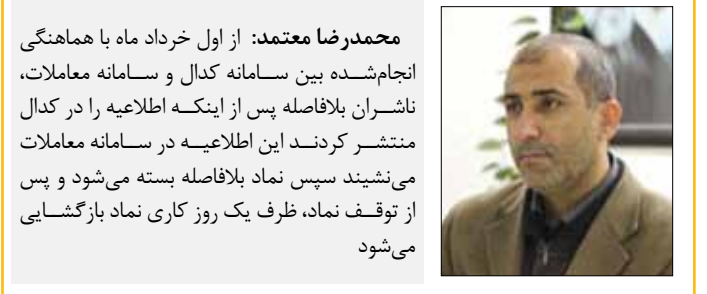 محمدرضا معتمد: از اول خرداد ماه با هماهنگی
انجام‌شده بین سامانه کدال و سامانه معاملات،
ناشران بلافاصله پس از اینکه اطلاعیه را در کدال
منتشر کردند این اطلاعیه در سامانه معاملات
می‌نشیند سپس نماد بلافاصله بسته می‌شود و پس
از توقف نماد، ظرف یک روز کاری نماد بازگشایی
می‌شود